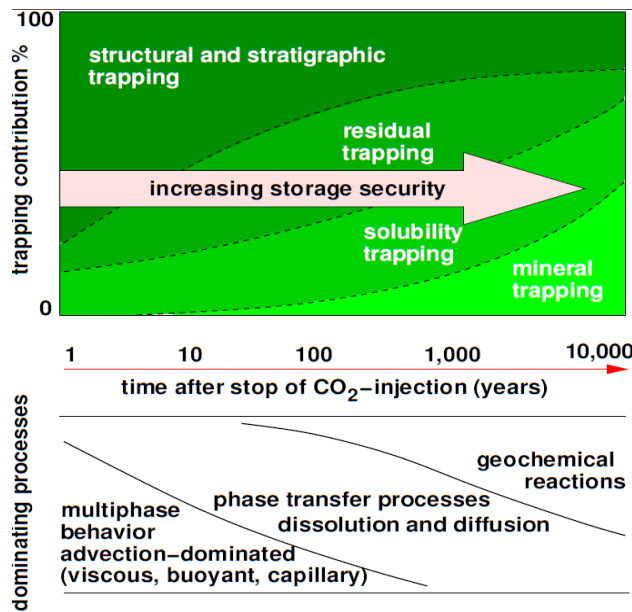 100
trapping contribution %
0
structural and stratigraphic
trapping
residual
trapping
increasing storage security
solubility
trapping
mineral
trapping
1 10 100 1,000 10,000
time after stop of CO₂−injection (years)
dominating processes
geochemical
reactions
phase transfer processes
dissolution and diffusion
multiphase
behavior
advection−dominated
(viscous, buoyant, capillary)